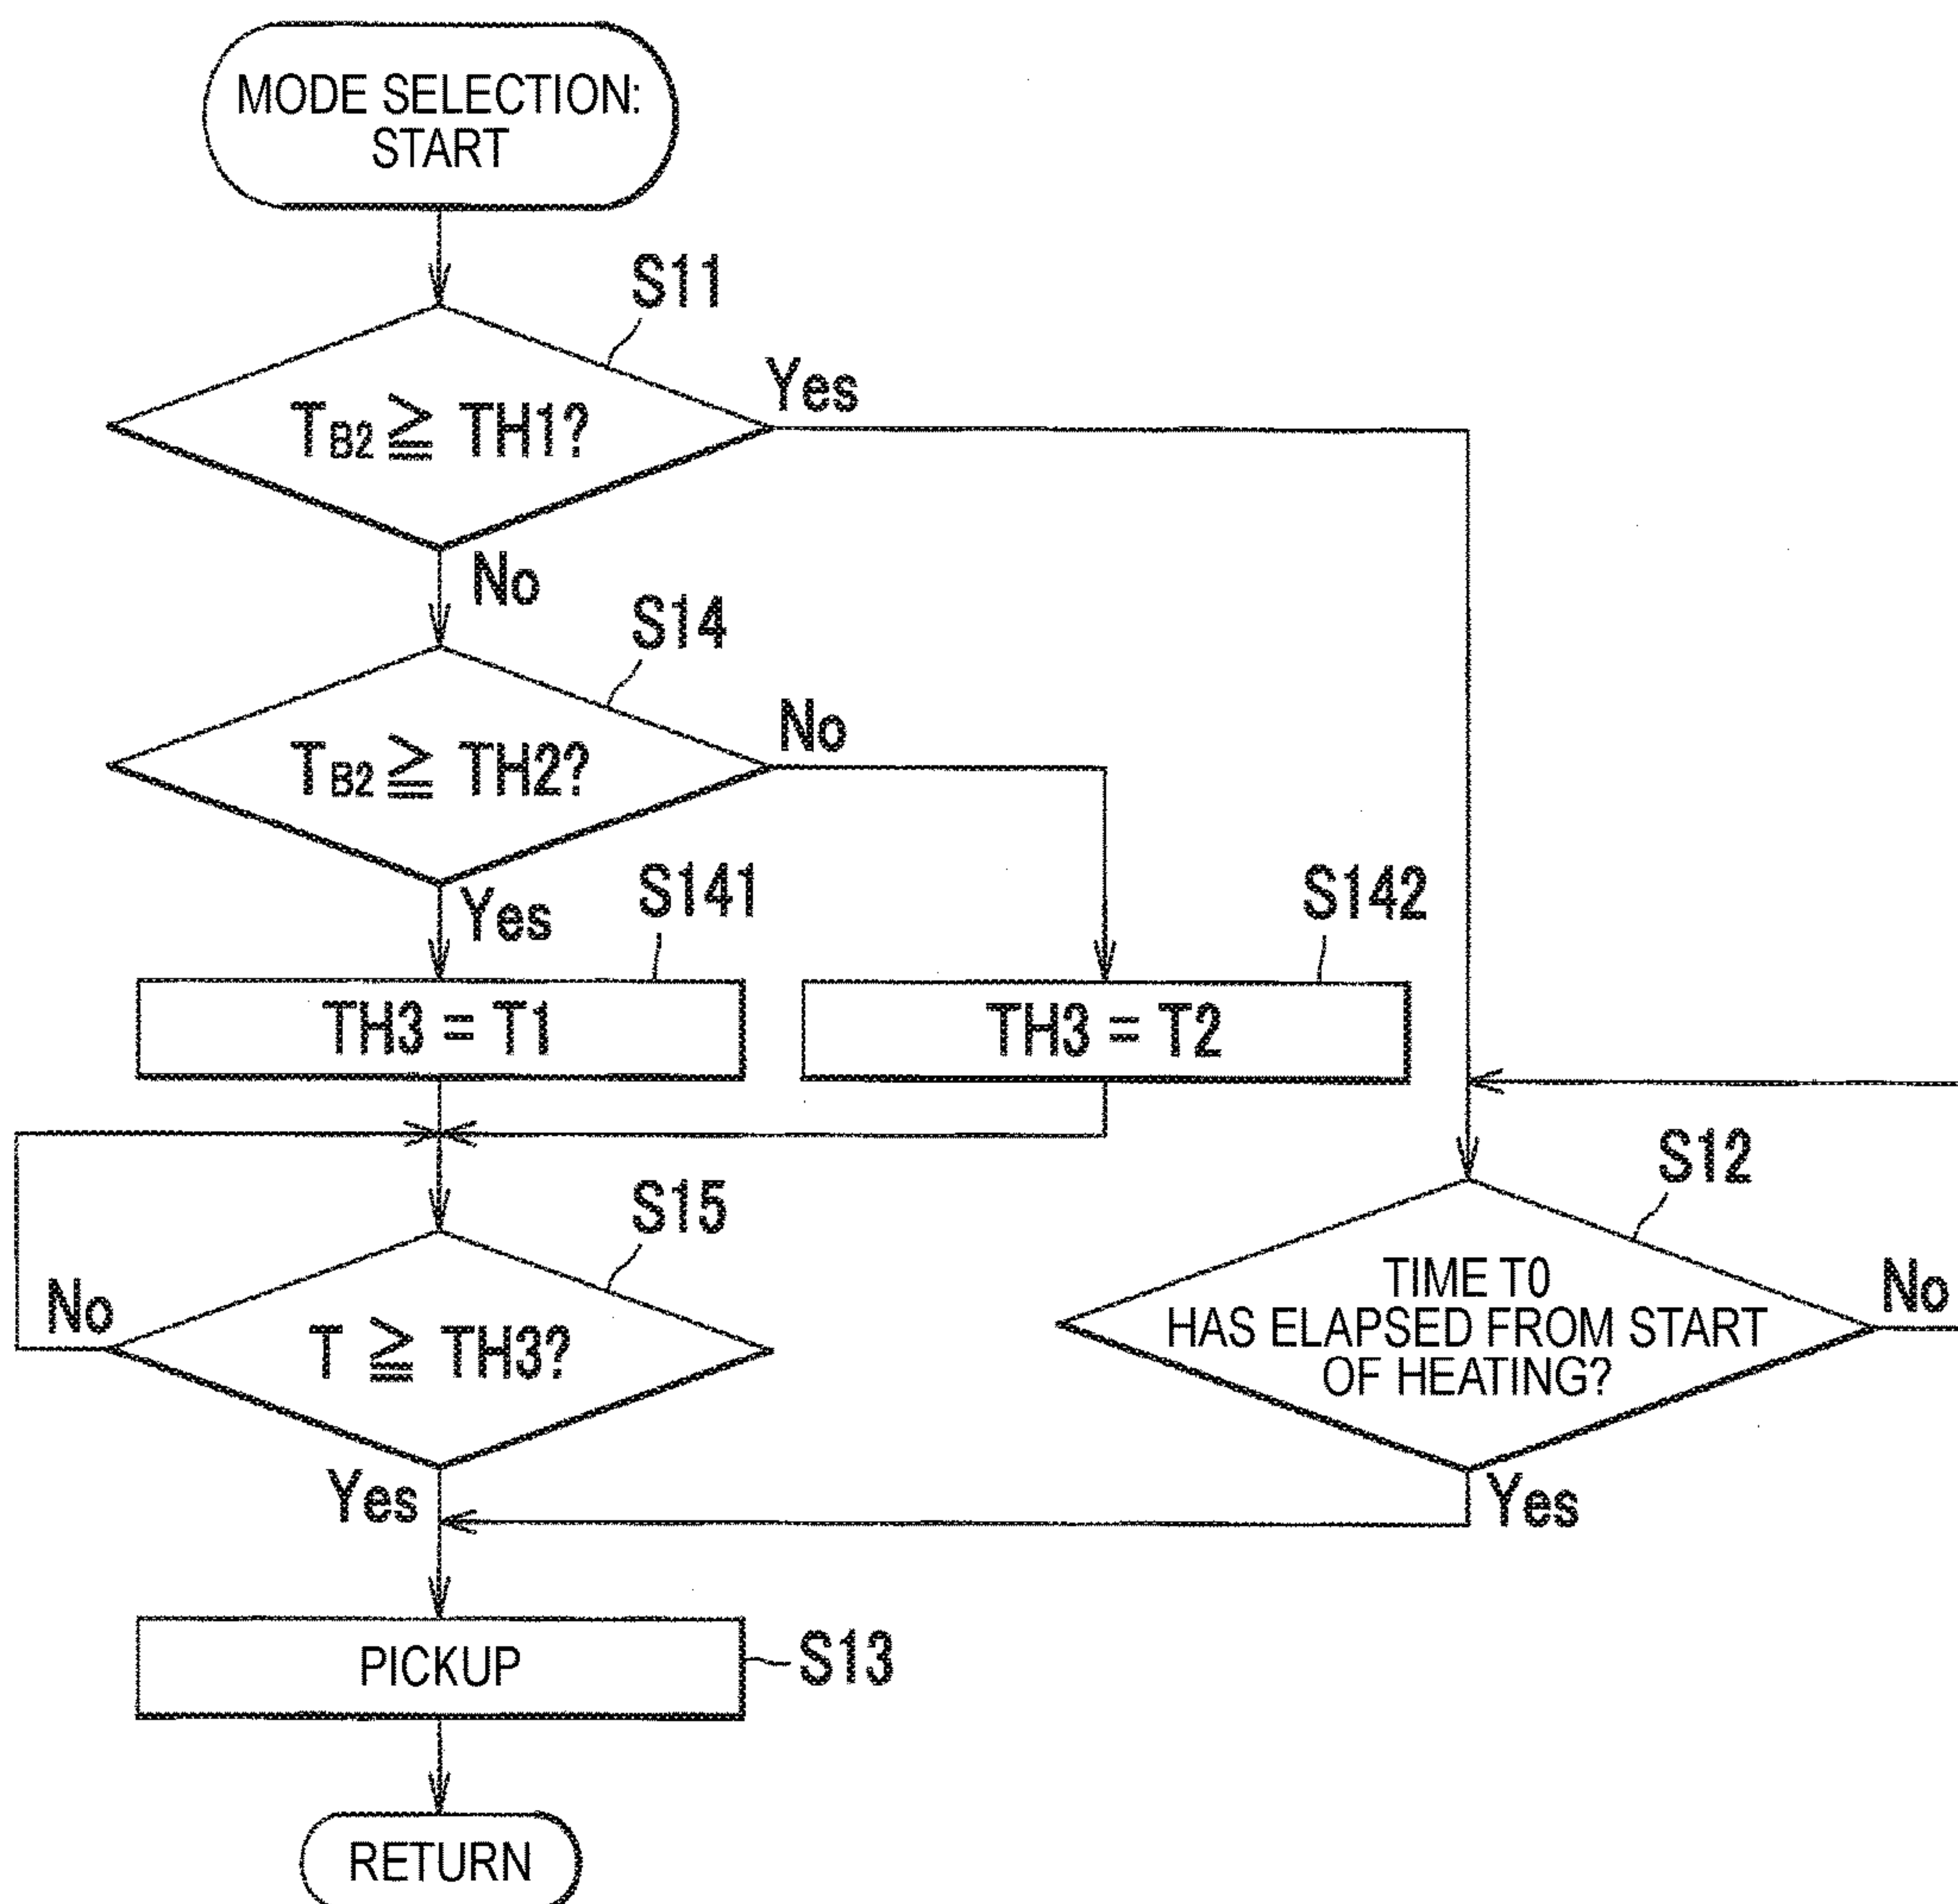 MODE SELECTION:
START
S11
TB2 ≧ TH1?
Yes
No
S14
TB2 ≧ TH2?
No
Yes
S141
TH3 = T1
S142
TH3 = T2
S15
T ≧ TH3?
No
Yes
S12
TIME T0
HAS ELAPSED FROM START
OF HEATING?
No
Yes
PICKUP
S13
RETURN